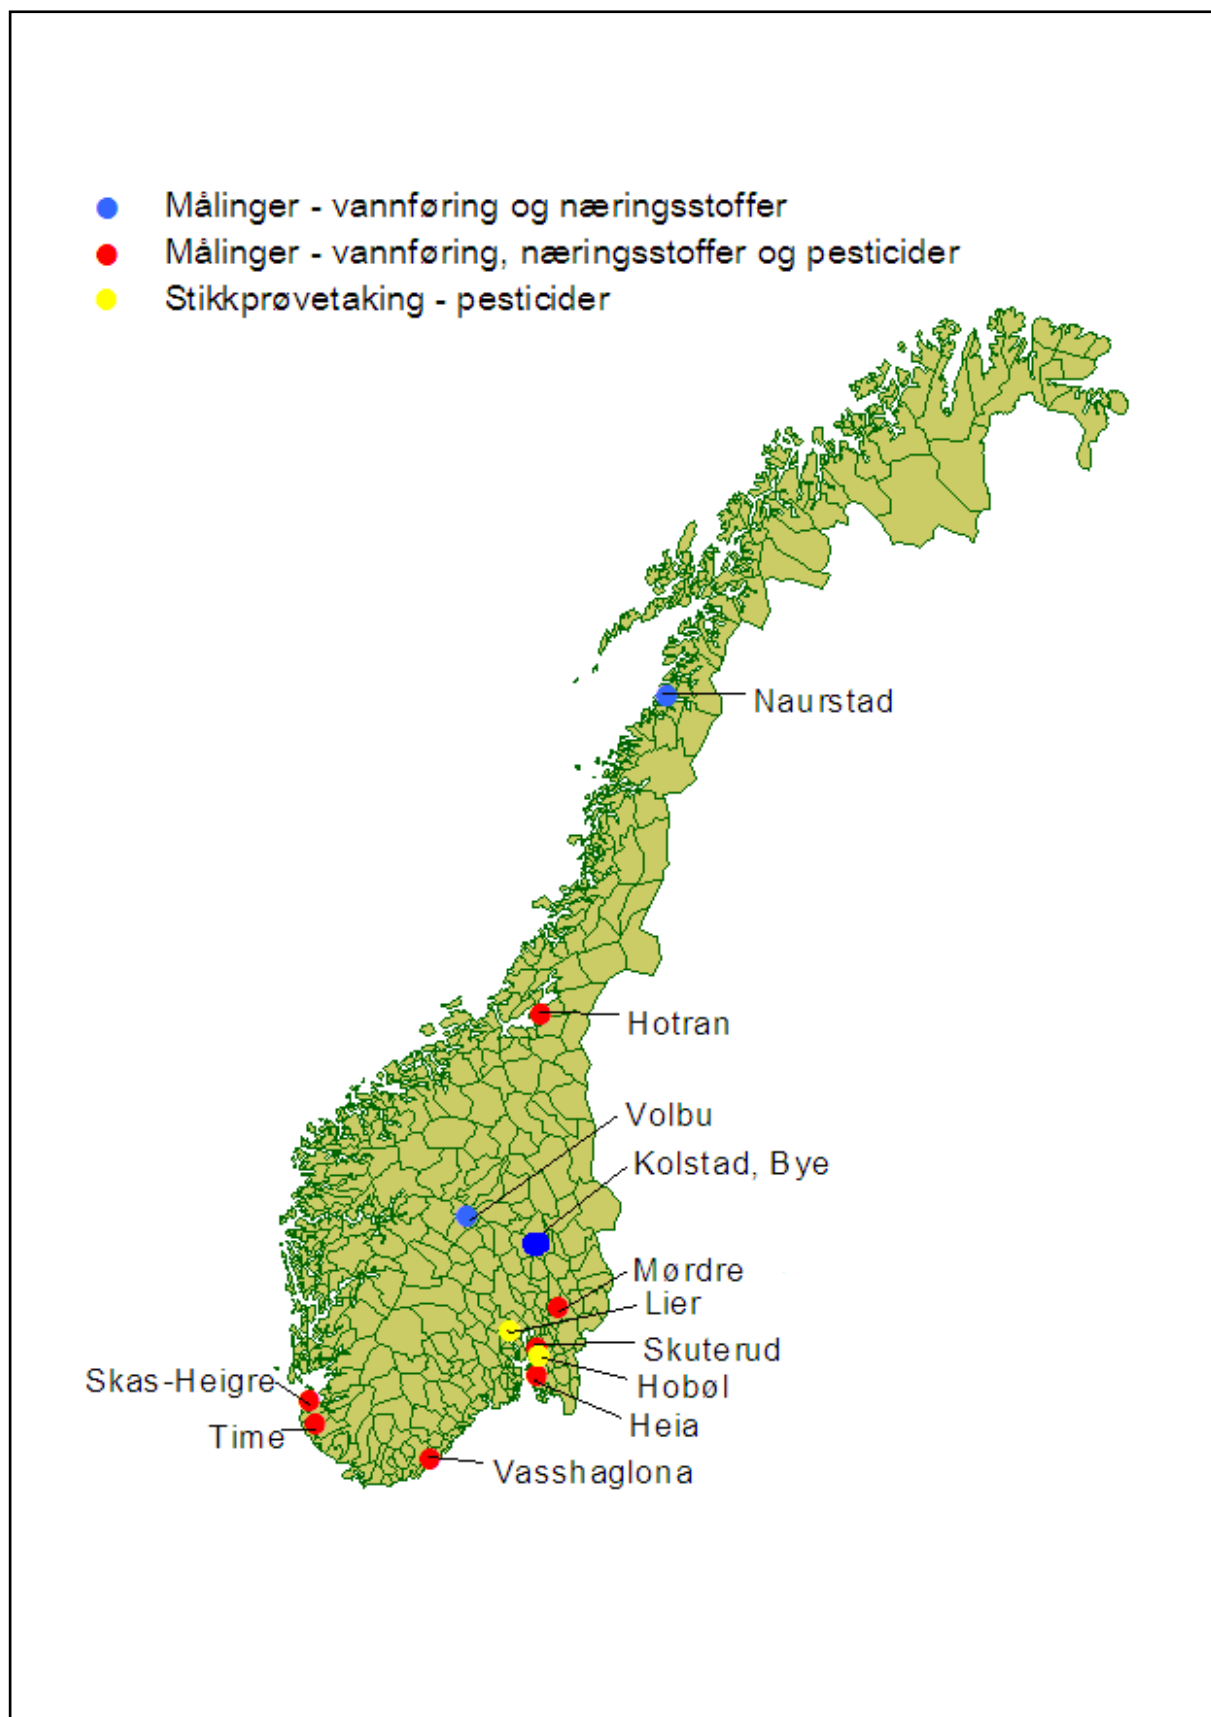 Målinger - vannføring og næringsstoffer
Målinger - vannføring, næringsstoffer og pesticider
Stikkprøvetaking - pesticider
Naurstad
Hotran
Volbu
Kolstad, Bye
Mørdre
Lier
Skuterud
Hobøl
Skas-Heigre
Heia
Time
Vasshaglona